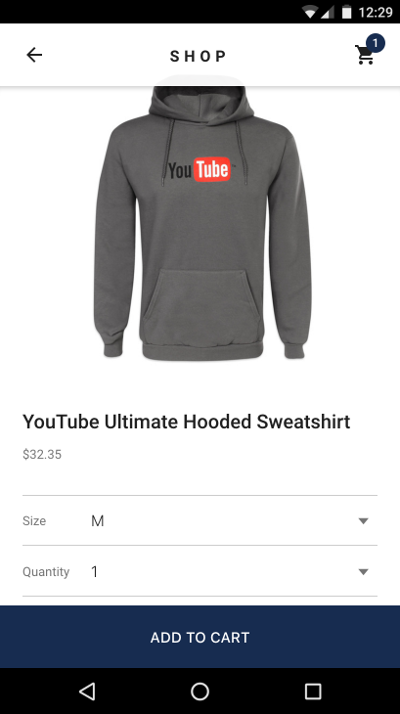 12:29
SHOP
1
YouTube
YouTube Ultimate Hooded Sweatshirt
$32.35
Size M
Quantity 1
ADD TO CART